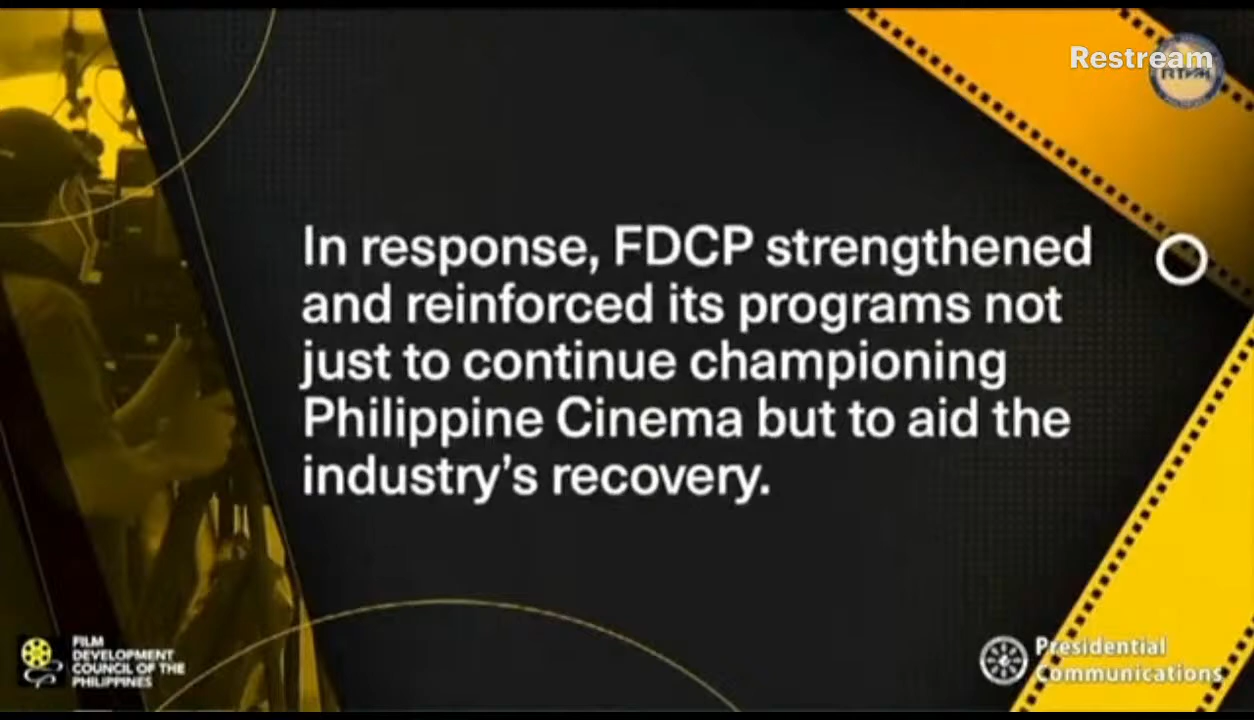 Restream
RTVM
In response, FDCP strengthened
and reinforced its programs not
just to continue championing
Philippine Cinema but to aid the
industry's recovery.
FILM
DEVELOPMENT
COUNCIL OF THE
PHILIPPINES
Presidential
Communications